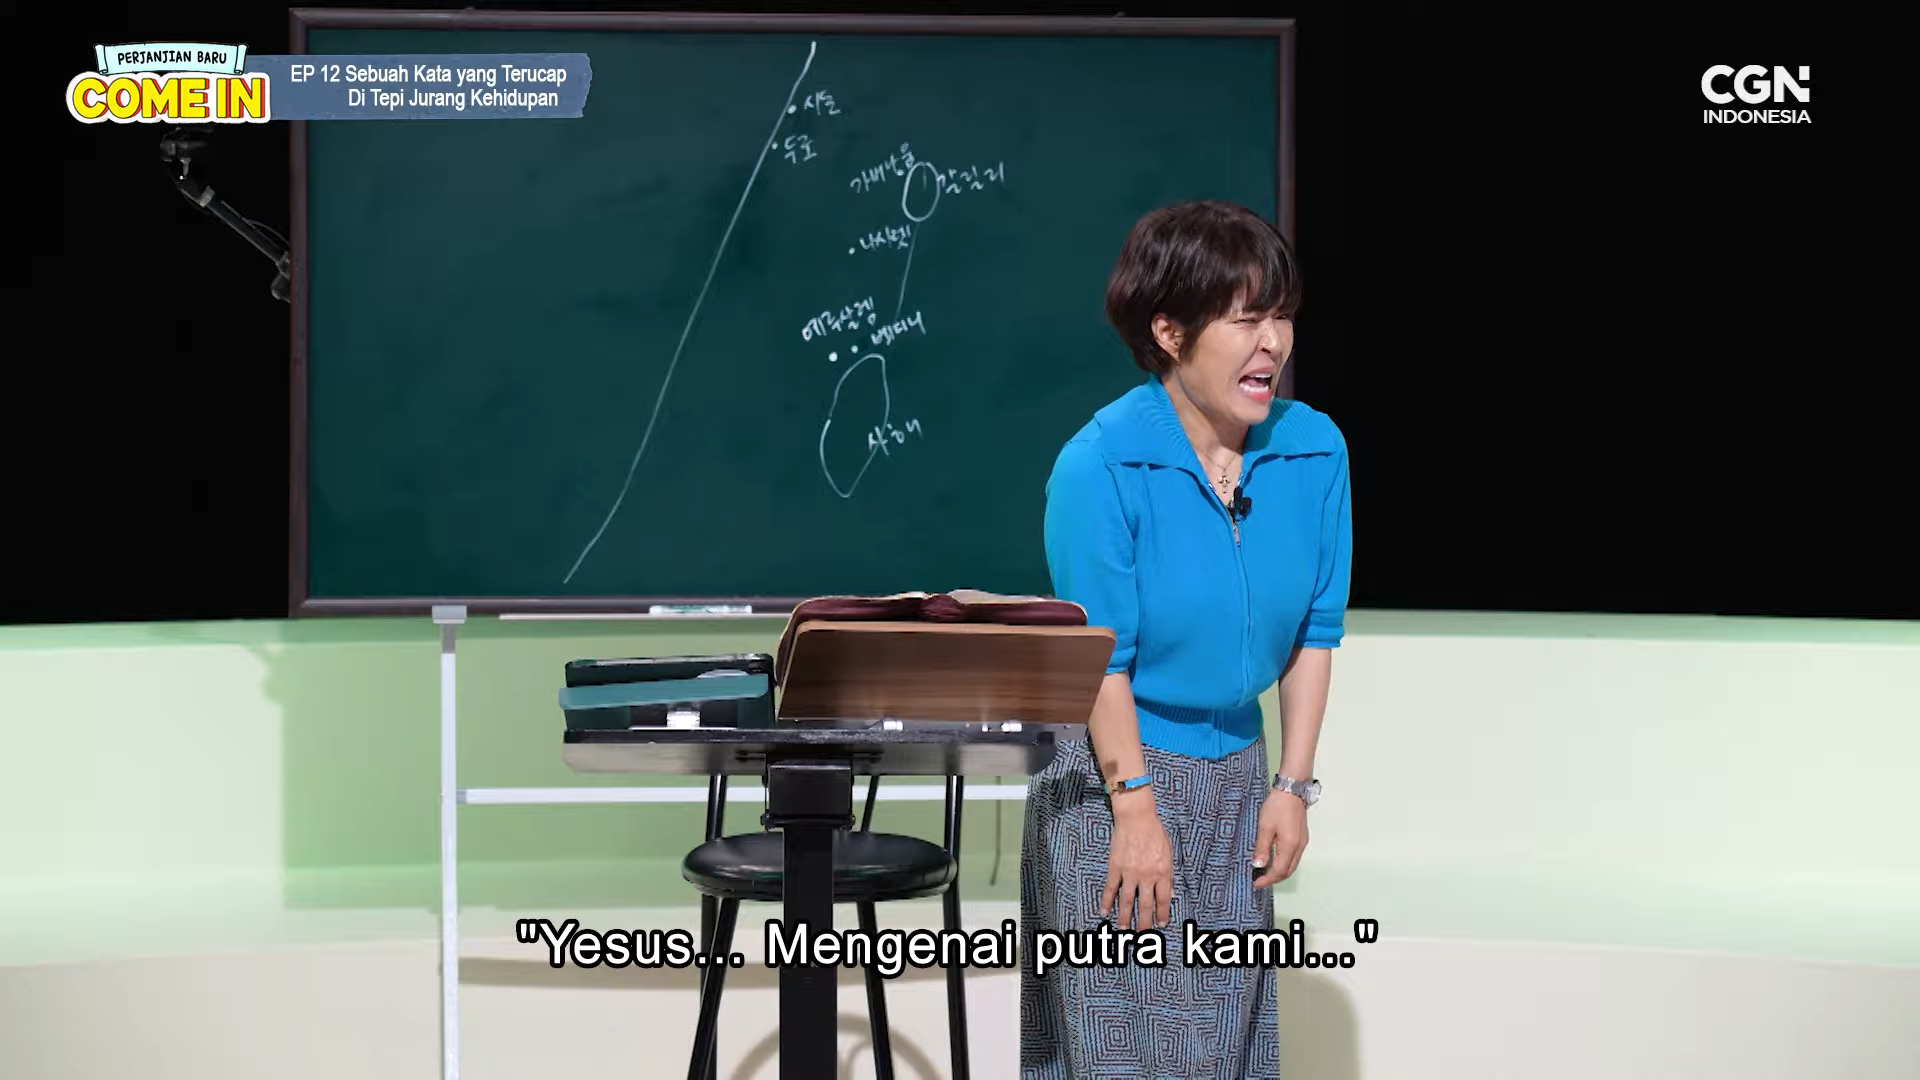 PERJANJIAN BARU
COME IN
EP 12 Sebuah Kata yang Terucap
Di Tepi Jurang Kehidupan
CGN
INDONESIA
시돈
두로
가버나움
갈릴리
나사렛
예루살렘
벳다니
사해
"Yesus... Mengenai putra kami..."